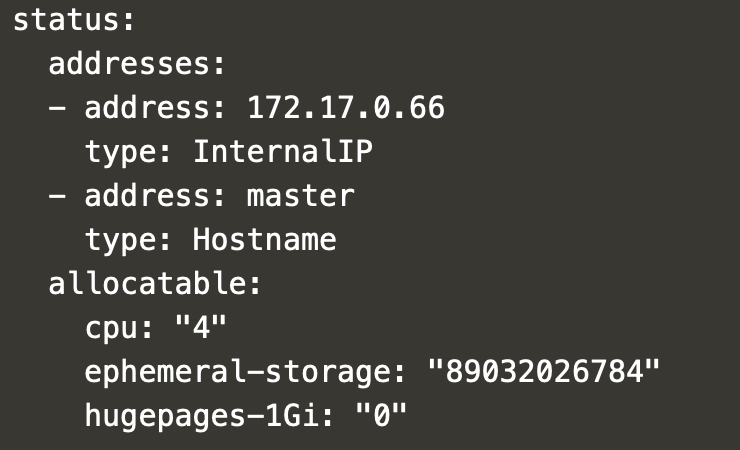 status:
  addresses:
  - address: 172.17.0.66
    type: InternalIP
  - address: master
    type: Hostname
  allocatable:
    cpu: "4"
    ephemeral-storage: "89032026784"
    hugepages-1Gi: "0"